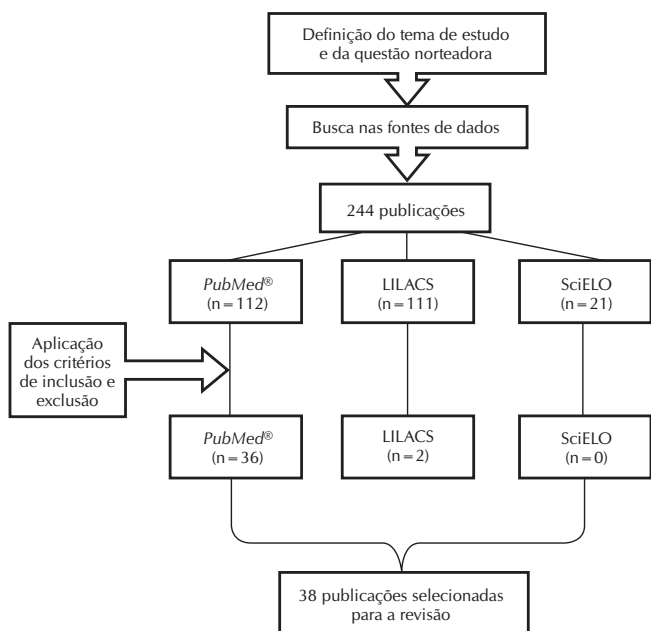 Definição do tema de estudo
e da questão norteadora
Busca nas fontes de dados
244 publicações
PubMed®
(n=112)
LILACS
(n=111)
SciELO
(n=21)
Aplicação
dos critérios
de inclusão e
exclusão
PubMed®
(n=36)
LILACS
(n=2)
SciELO
(n=0)
38 publicações selecionadas
para a revisão